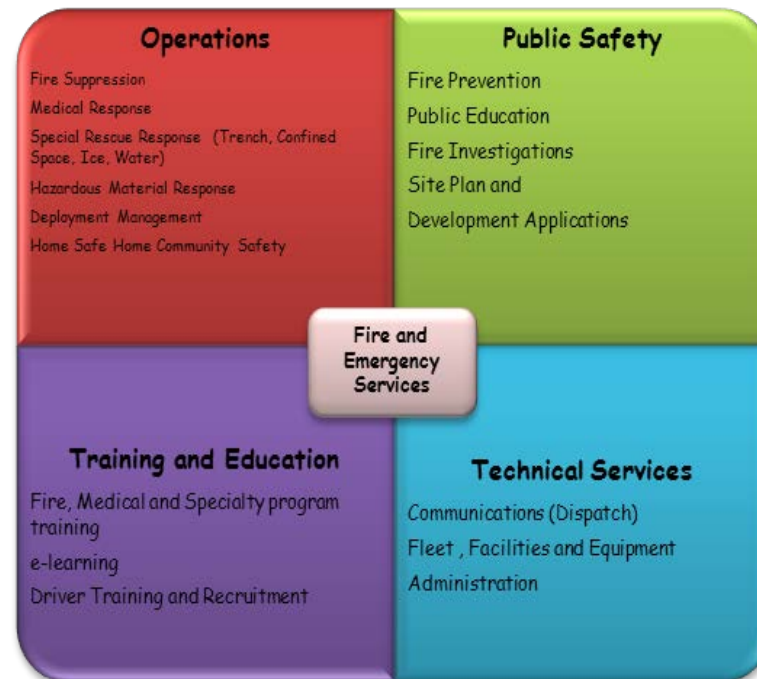 Operations
Fire Suppression
Medical Response
Special Rescue Response (Trench, Confined
Space, Ice, Water)
Hazardous Material Response
Deployment Management
Home Safe Home Community Safety
Public Safety
Fire Prevention
Public Education
Fire Investigations
Site Plan and
Development Applications
Fire and
Emergency
Services
Training and Education
Fire, Medical and Specialty program
training
e-learning
Driver Training and Recruitment
Technical Services
Communications (Dispatch)
Fleet , Facilities and Equipment
Administration